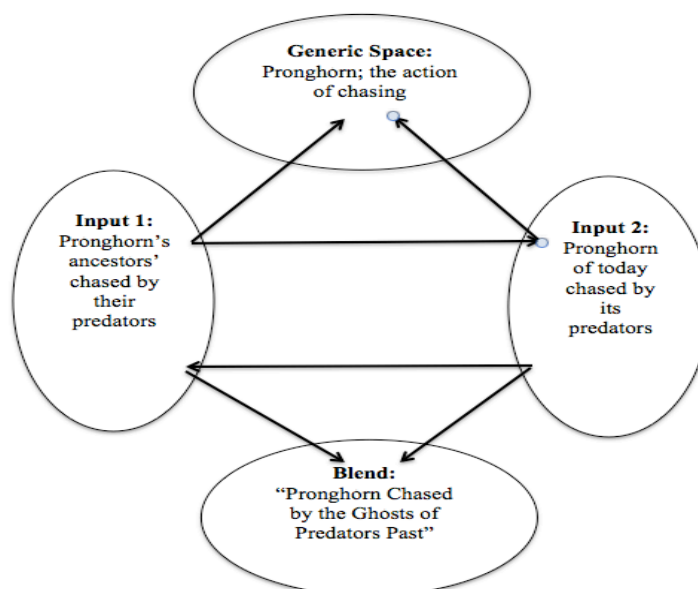 Generic Space:
Pronghorn; the action
of chasing
Input 1:
Pronghorn’s
ancestors’
chased by
their
predators
Input 2:
Pronghorn
of today
chased by
its
predators
Blend:
“Pronghorn Chased
by the Ghosts of
Predators Past”